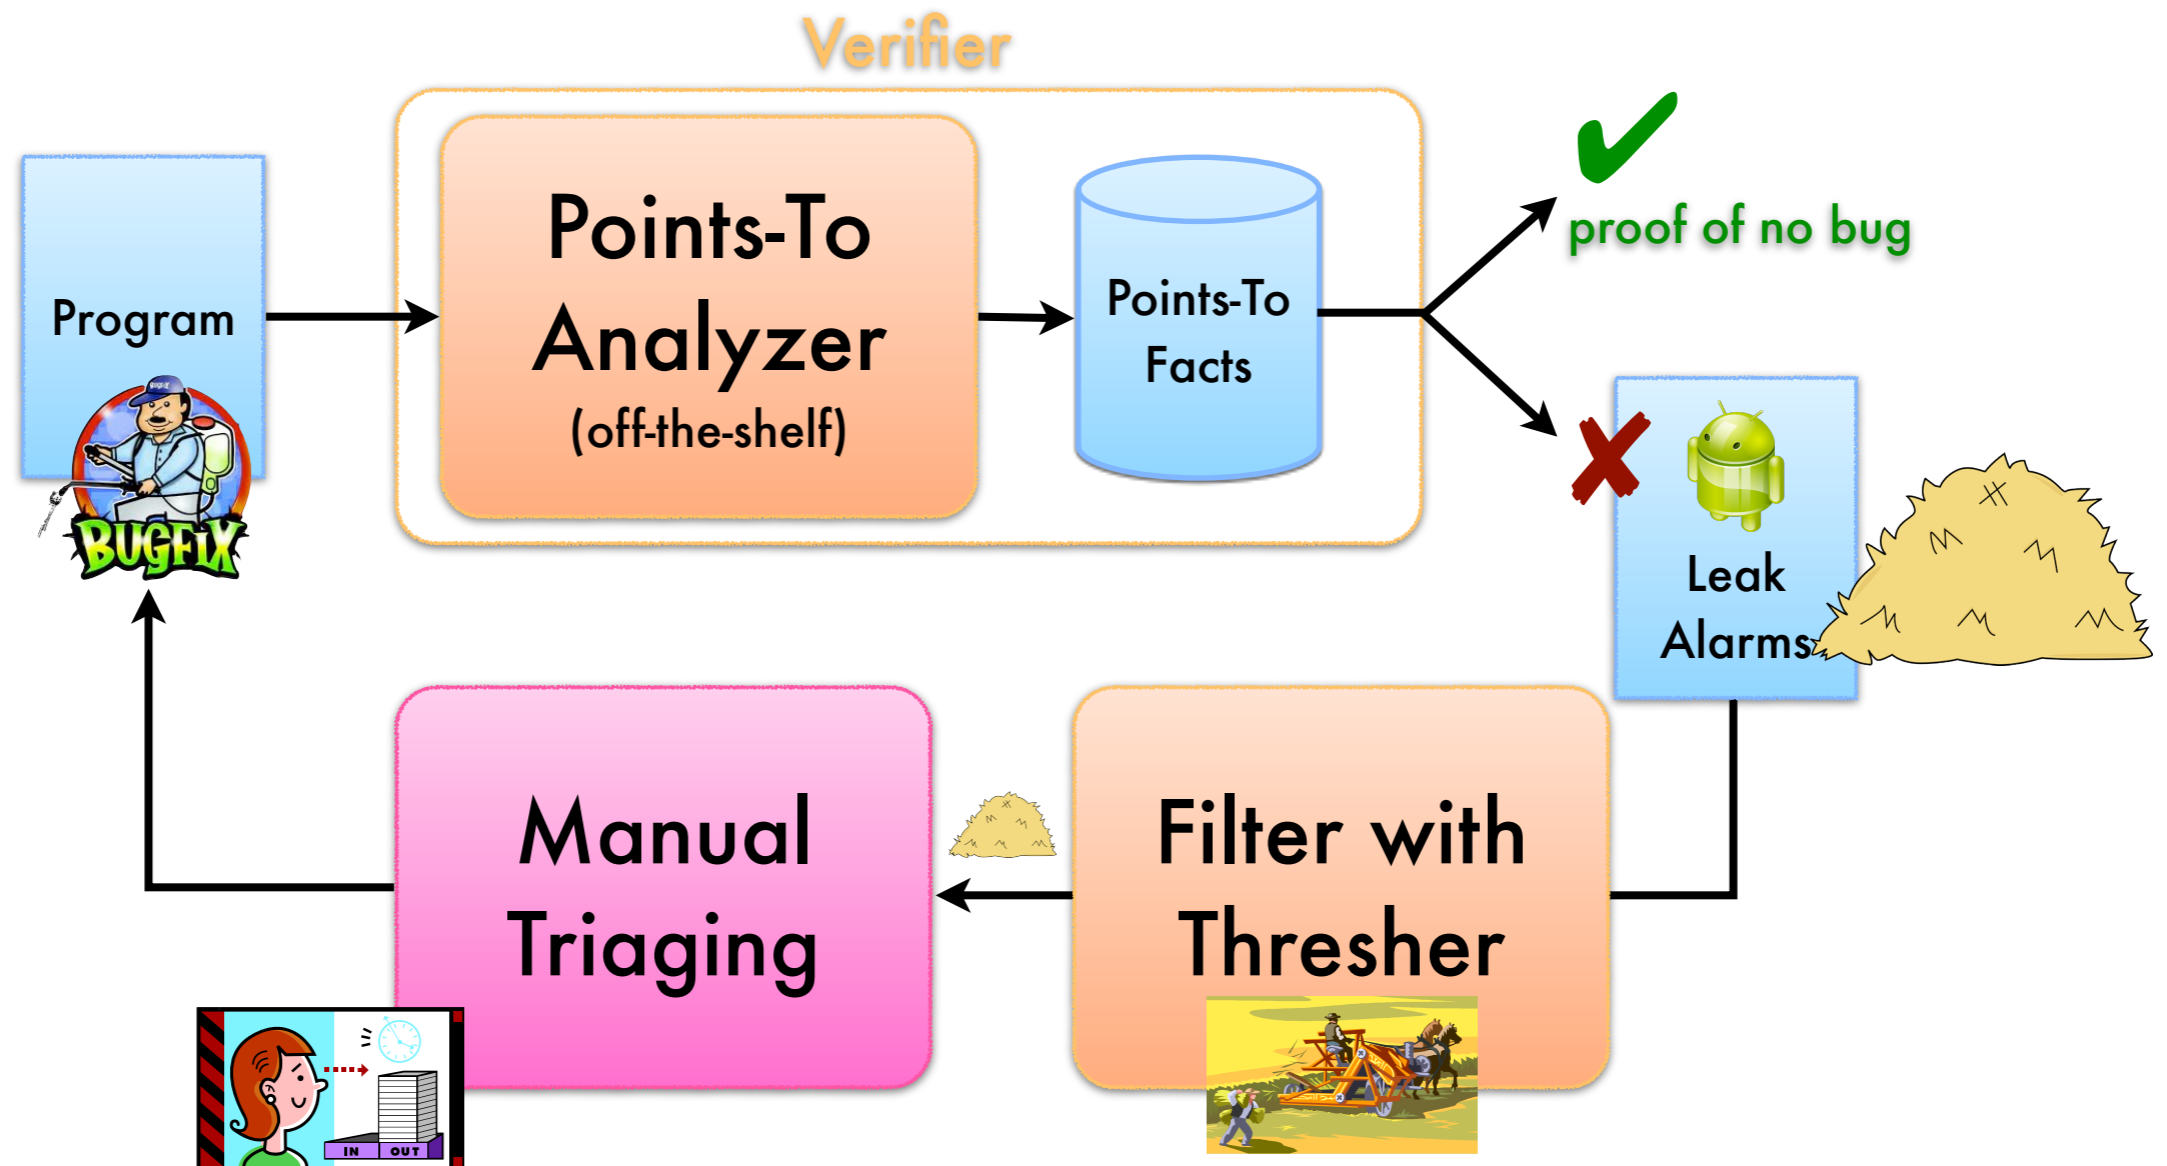 Verifier
Program
BUGFIX
BUGFIX
Points-To
Analyzer
(off-the-shelf)
Points-To
Facts
proof of no bug
Leak
Alarms
Filter with
Thresher
Manual
Triaging
IN OUT